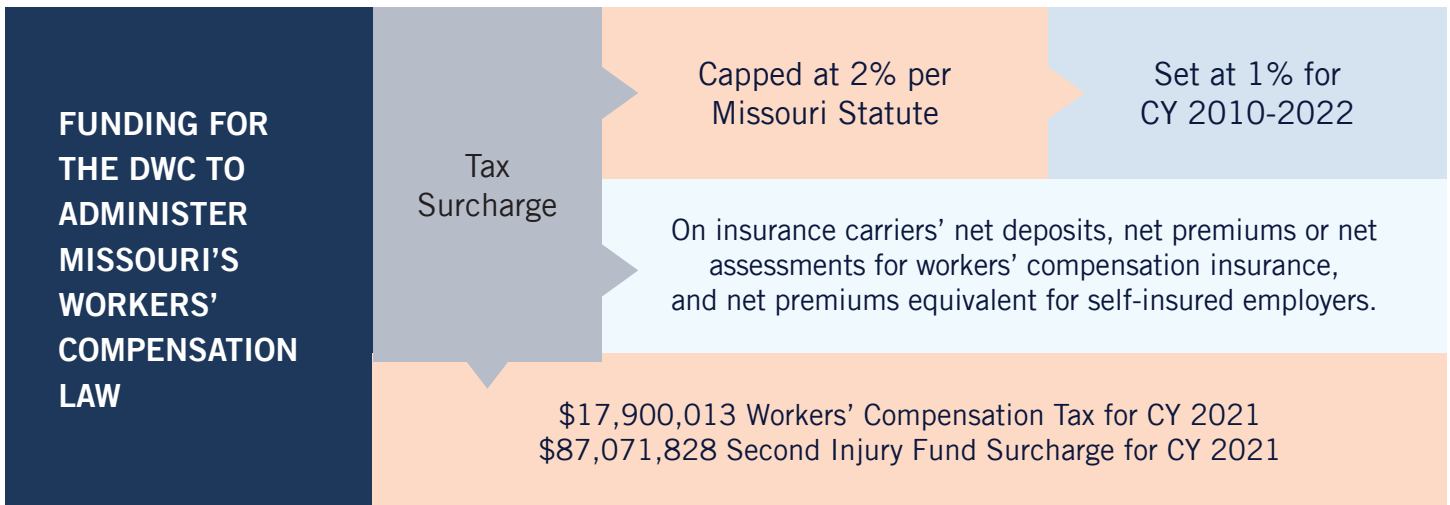 FUNDING FOR
THE DWC TO
ADMINISTER
MISSOURI'S
WORKERS'
COMPENSATION
LAW
Tax
Surcharge
Capped at 2% per
Missouri Statute
Set at 1% for
CY 2010-2022
On insurance carriers' net deposits, net premiums or net
assessments for workers' compensation insurance,
and net premiums equivalent for self-insured employers.
$17,900,013 Workers' Compensation Tax for CY 2021
$87,071,828 Second Injury Fund Surcharge for CY 2021